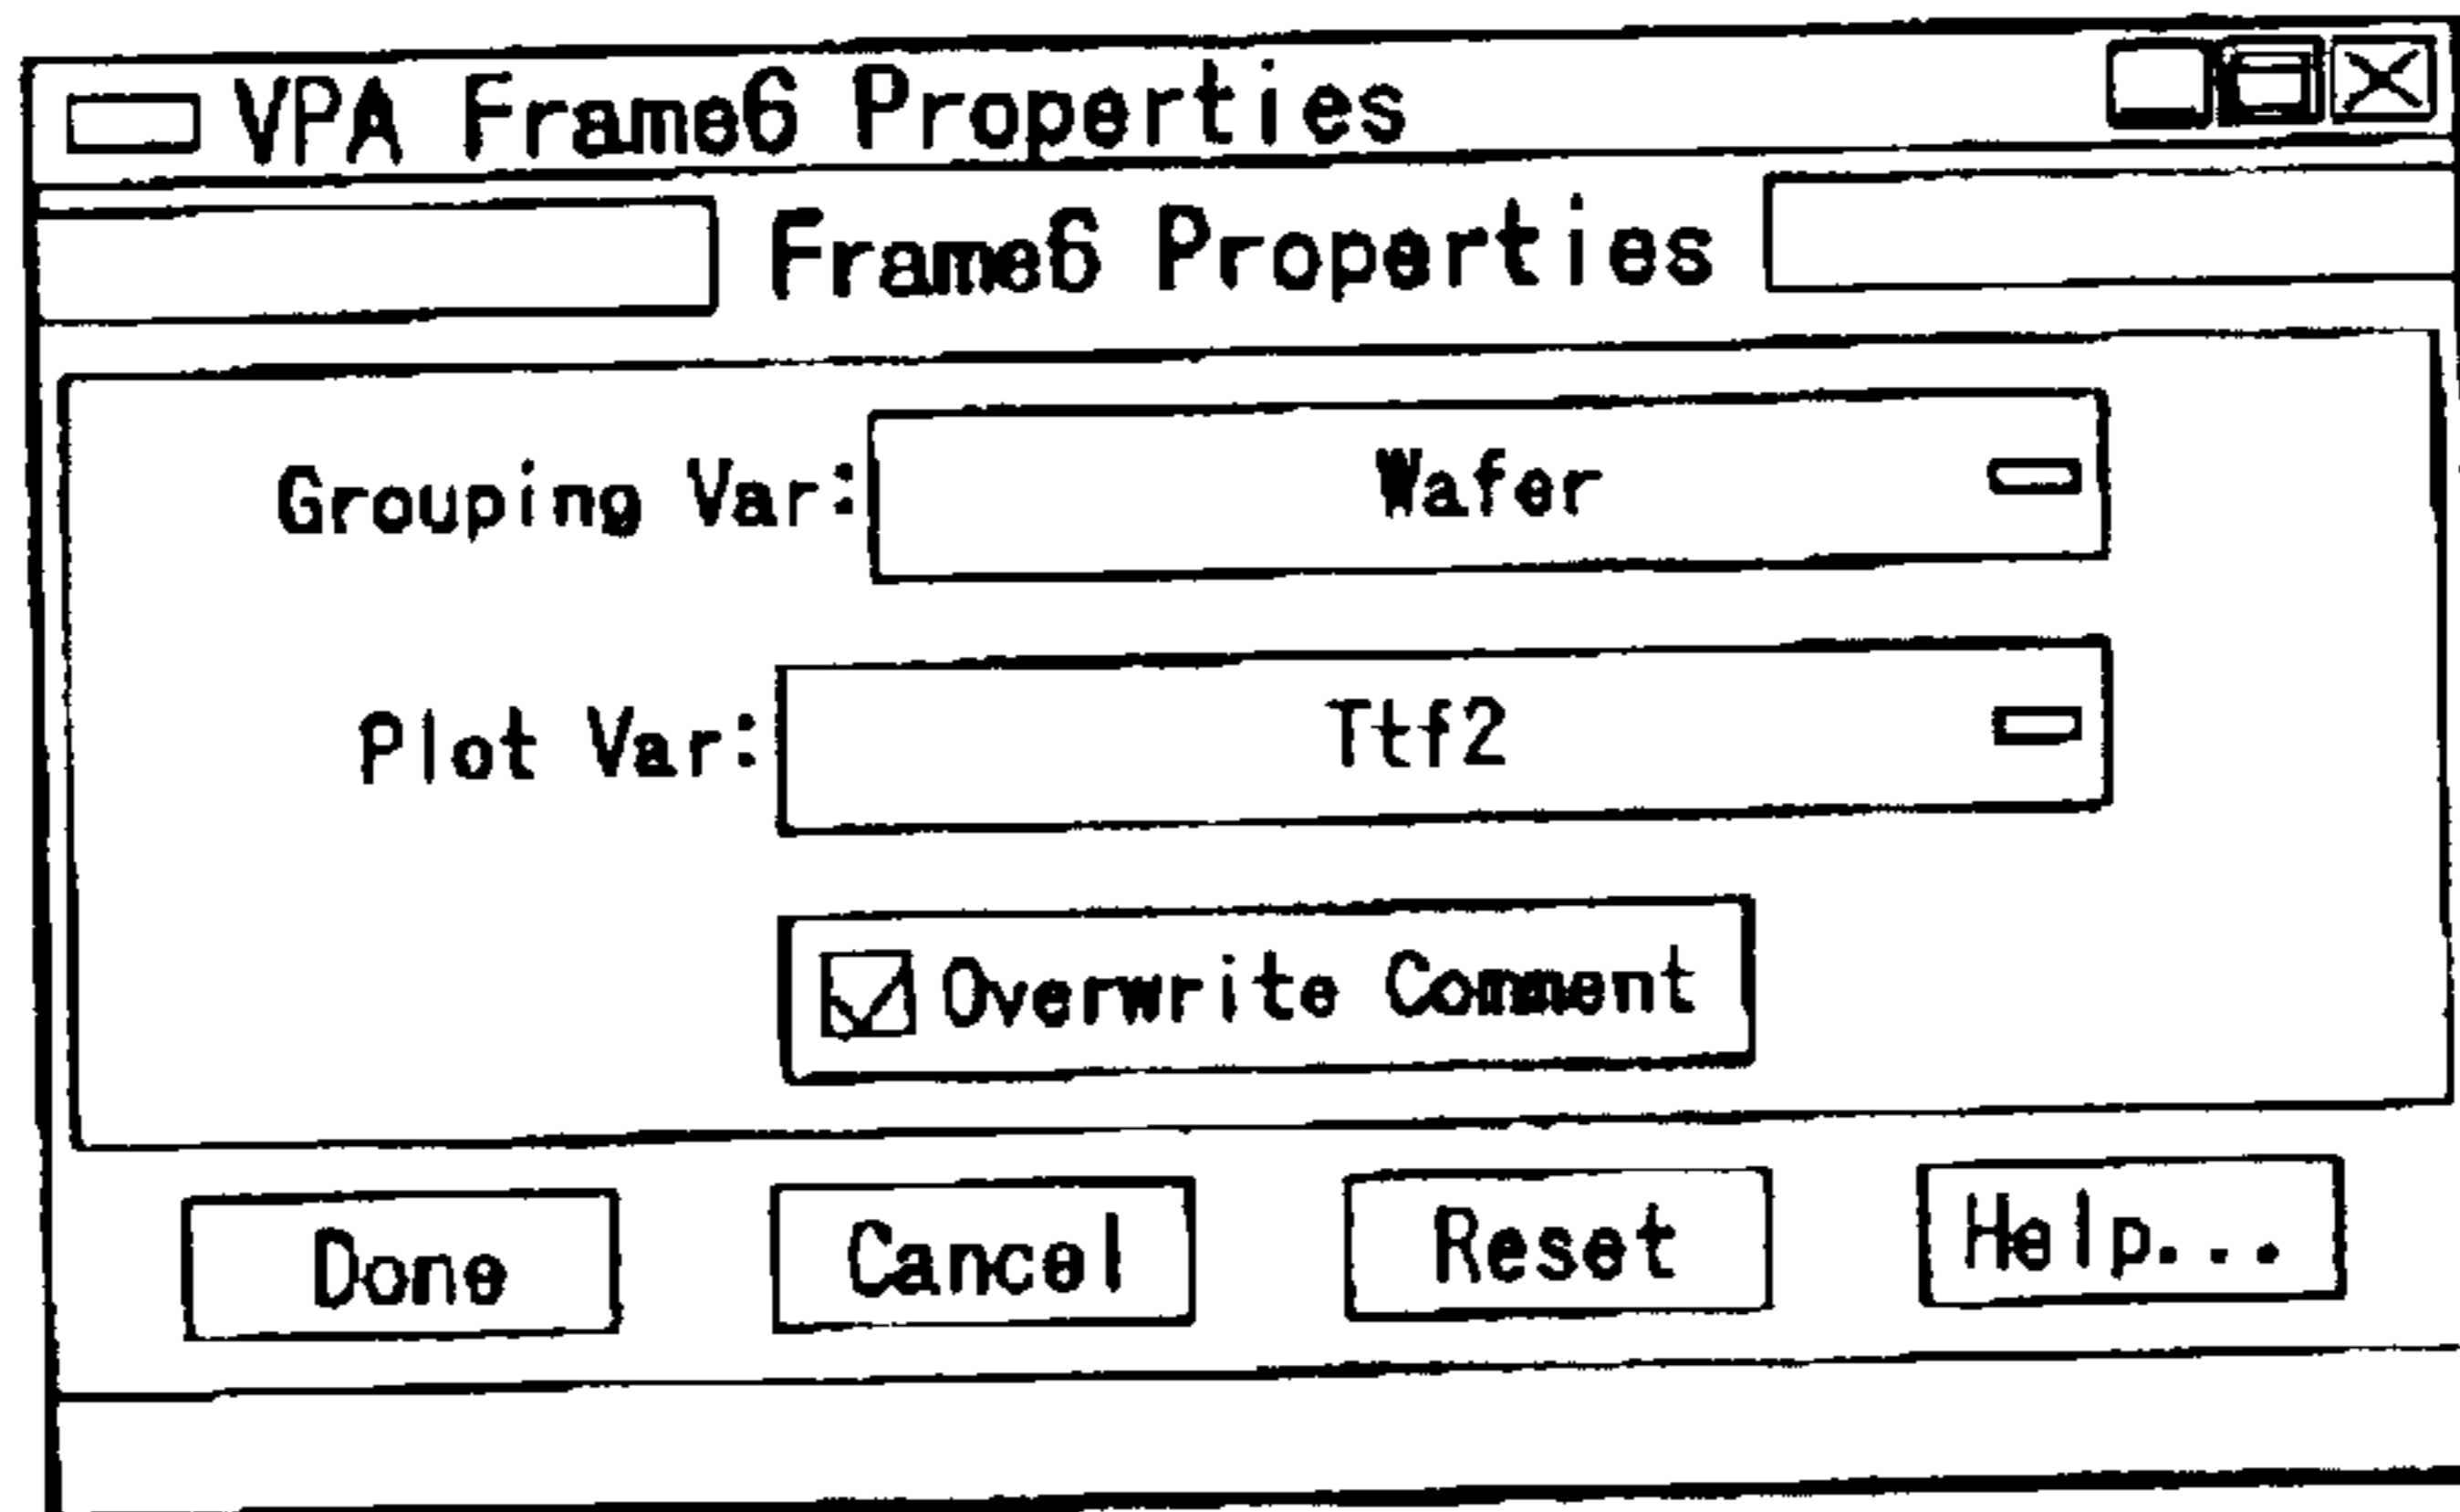 VPA Frame6 Properties
Frame6 Properties
Grouping Var: Wafer
Plot Var: Ttf2
Overwrite Comment
Done Cancel Reset Help...